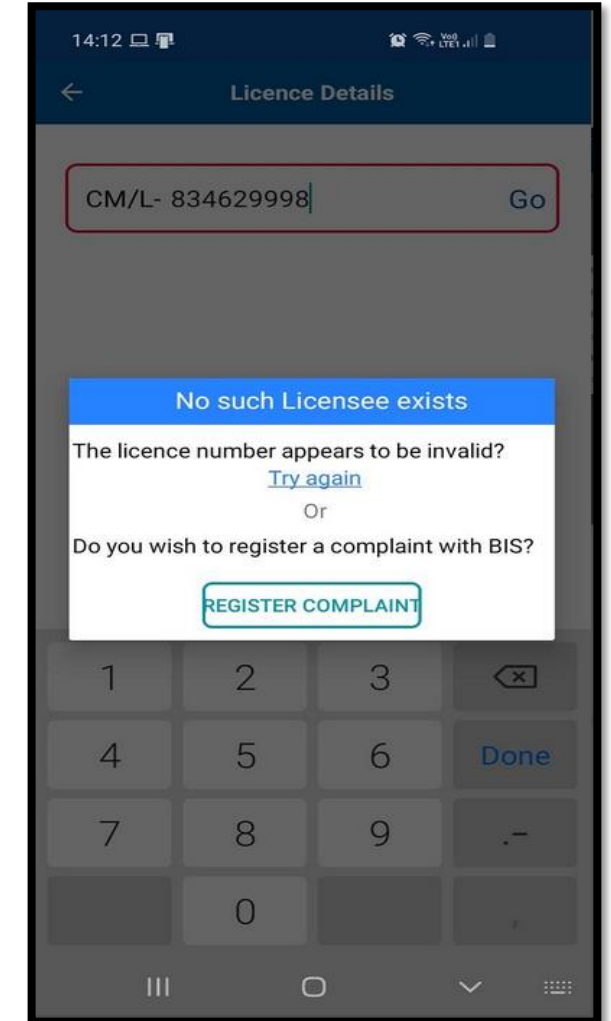 14:12
Vo)) LTE1
Licence Details
CM/L- 834629998 Go
No such Licensee exists
The licence number appears to be invalid?
Try again
Or
Do you wish to register a complaint with BIS?
REGISTER COMPLAINT
1 2 3
4 5 6 Done
7 8 9 .-
0 ,